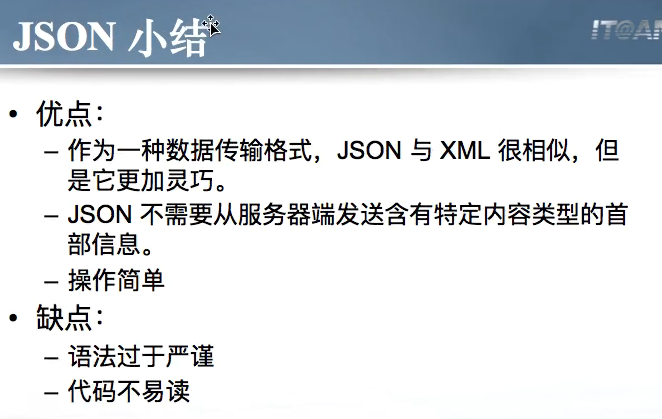 JSON 小结
• 优点：
– 作为一种数据传输格式，JSON 与 XML 很相似，但
是它更加灵巧。
– JSON 不需要从服务器端发送含有特定内容类型的首
部信息。
– 操作简单
• 缺点：
– 语法过于严谨
– 代码不易读